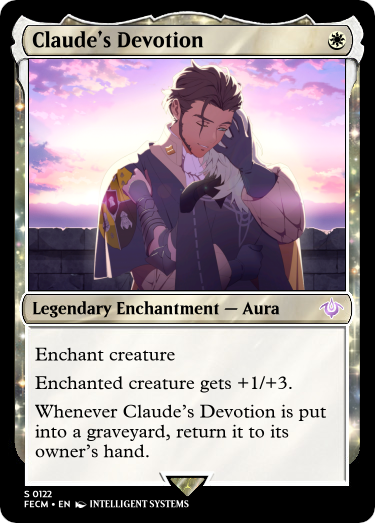 Claude's Devotion
Legendary Enchantment — Aura
Enchant creature
Enchanted creature gets +1/+3.
Whenever Claude's Devotion is put
into a graveyard, return it to its
owner's hand.
S 0122
FECM • EN INTELLIGENT SYSTEMS